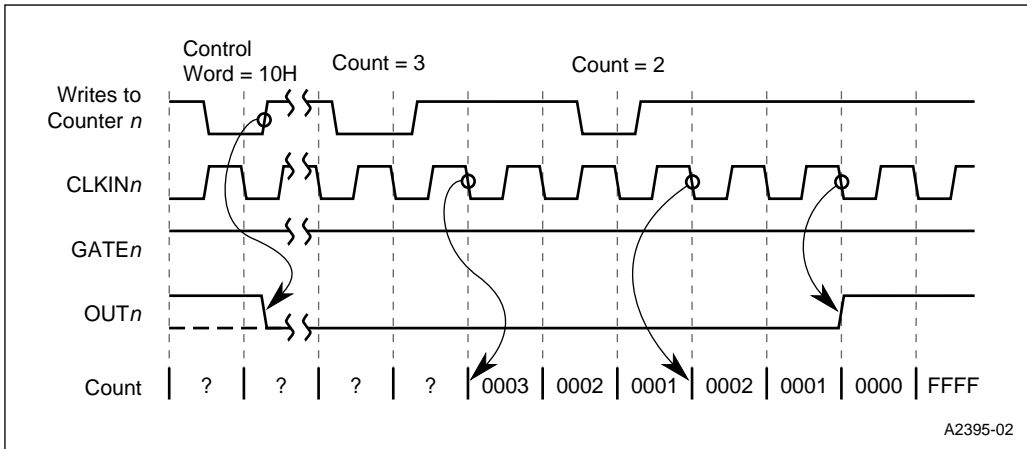 Control
Word = 10H
Count = 3
Count = 2
Writes to
Counter n
CLKINn
GATEn
OUTn
Count ? ? ? ? 0003 0002 0001 0002 0001 0000 FFFF
A2395-02